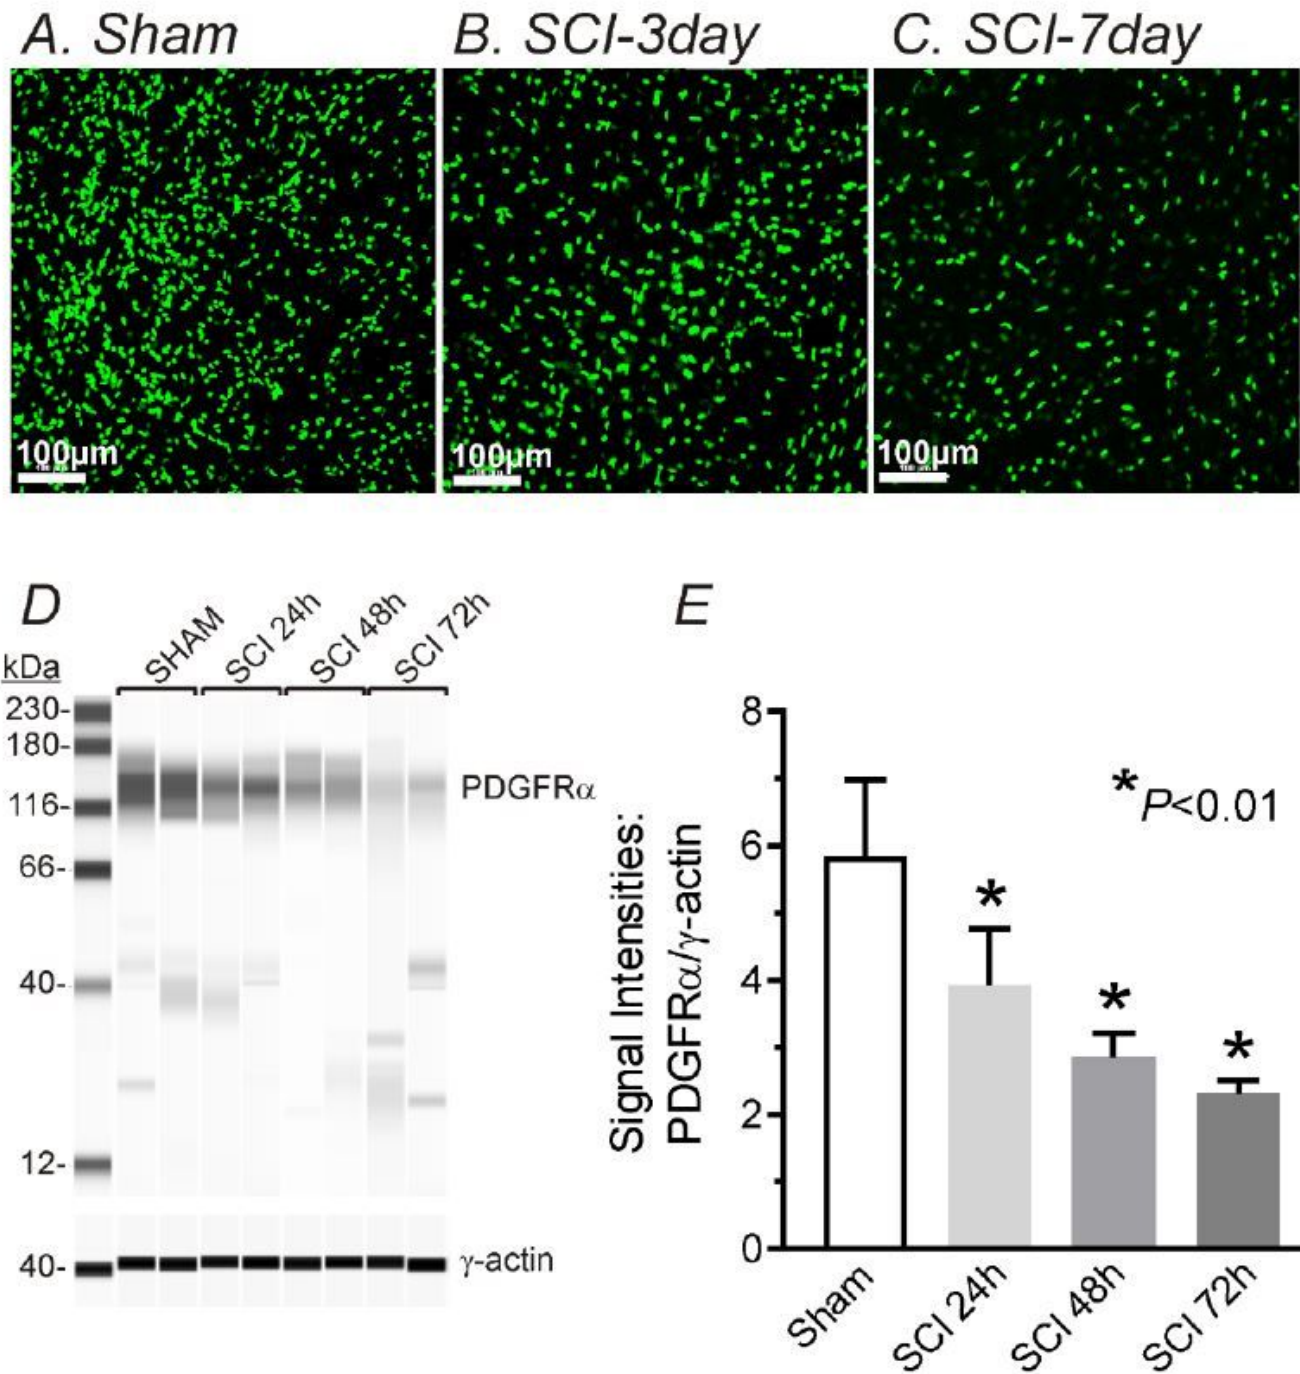 A. Sham
B. SCI-3day
C. SCI-7day
100µm
100µm
100µm
D
SHAM
SCI 24h
SCI 48h
SCI 72h
kDa
230-
180-
116-
66-
40-
12-
PDGFRα
40-
γ-actin
E
Signal Intensities:
PDGFRα/γ-actin
8
6
4
2
0
*P<0.01
*
*
*
Sham
SCI 24h
SCI 48h
SCI 72h